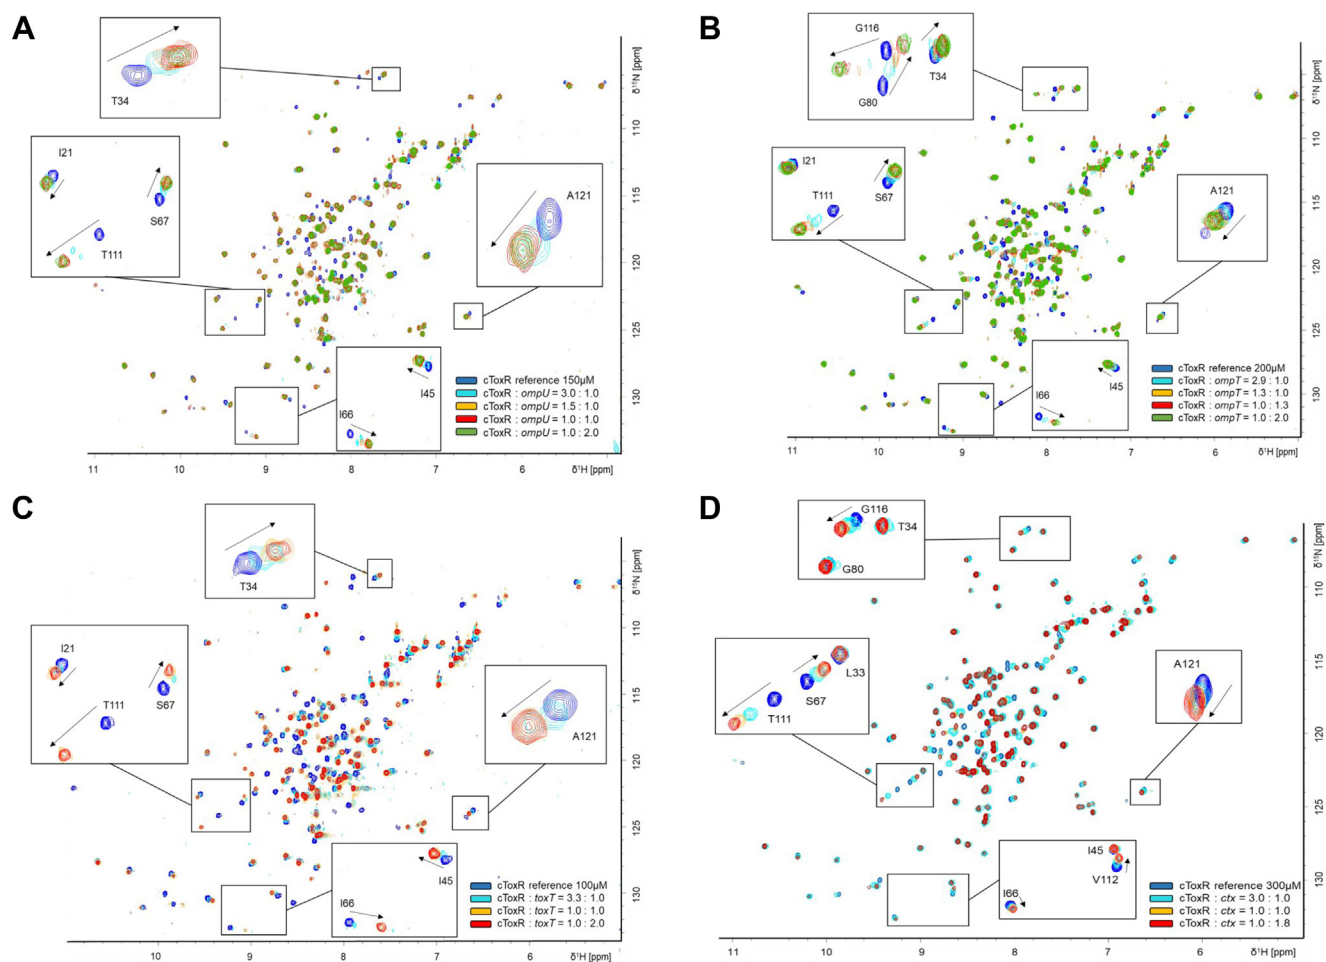 A
T34
I21
S67
T111
A121
I45
I66
cToxR reference 150µM
cToxR : ompU = 3.0 : 1.0
cToxR : ompU = 1.5 : 1.0
cToxR : ompU = 1.0 : 1.0
cToxR : ompU = 1.0 : 2.0
δ¹⁵N [ppm]
110
115
120
125
130
11 10 9 8 7 6
δ¹H [ppm]
B
G116
T34
G80
I21
T111
S67
A121
I45
I66
cToxR reference 200µM
cToxR : ompT = 2.9 : 1.0
cToxR : ompT = 1.3 : 1.0
cToxR : ompT = 1.0 : 1.3
cToxR : ompT = 1.0 : 2.0
δ¹⁵N [ppm]
110
115
120
125
130
11 10 9 8 7 6
δ¹H [ppm]
C
T34
I21
T111
S67
A121
I45
I66
cToxR reference 100µM
cToxR : toxT = 3.3 : 1.0
cToxR : toxT = 1.0 : 1.0
cToxR : toxT = 1.0 : 2.0
δ¹⁵N [ppm]
110
115
120
125
130
11 10 9 8 7 6
δ¹H [ppm]
D
G116
T34
G80
L33
S67
T111
A121
I45
V112
I66
cToxR reference 300µM
cToxR : ctx = 3.0 : 1.0
cToxR : ctx = 1.0 : 1.0
cToxR : ctx = 1.0 : 1.8
δ¹⁵N [ppm]
110
115
120
125
130
11 10 9 8 7 6
δ¹H [ppm]